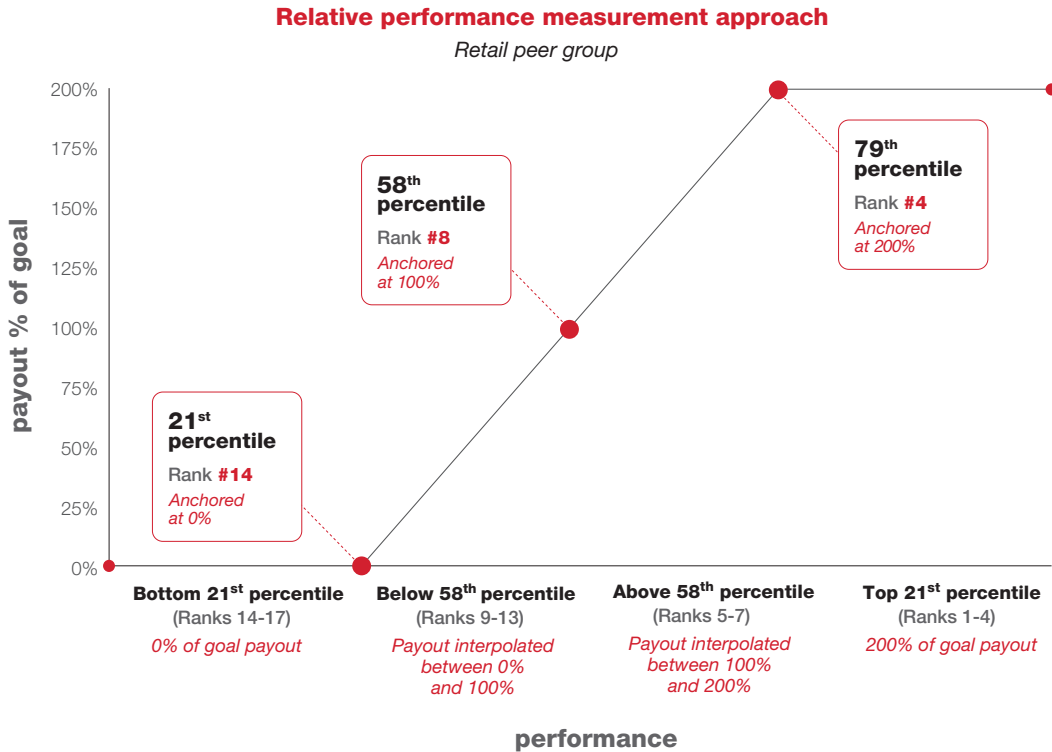 Relative performance measurement approach
Retail peer group
payout % of goal
200%
175%
150%
125%
100%
75%
50%
25%
0%
21st
percentile
Rank #14
Anchored
at 0%
58th
percentile
Rank #8
Anchored
at 100%
79th
percentile
Rank #4
Anchored
at 200%
Bottom 21st percentile
(Ranks 14-17)
0% of goal payout
Below 58th percentile
(Ranks 9-13)
Payout interpolated
between 0%
and 100%
Above 58th percentile
(Ranks 5-7)
Payout interpolated
between 100%
and 200%
Top 21st percentile
(Ranks 1-4)
200% of goal payout
performance